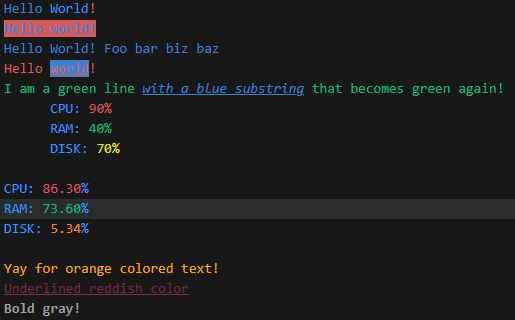 Hello World!
Hello world!
Hello World! Foo bar biz baz
Hello world!
I am a green line with a blue substring that becomes green again!
CPU: 90%
RAM: 40%
DISK: 70%
CPU: 86.30%
RAM: 73.60%
DISK: 5.34%
Yay for orange colored text!
Underlined reddish color
Bold gray!